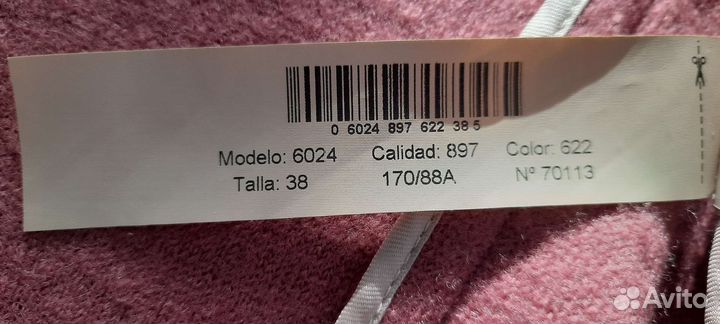 0 6024 897 622 38 5
Modelo: 6024 Calidad: 897 Color: 622
Talla: 38 170/88A Nº 70113
Avito